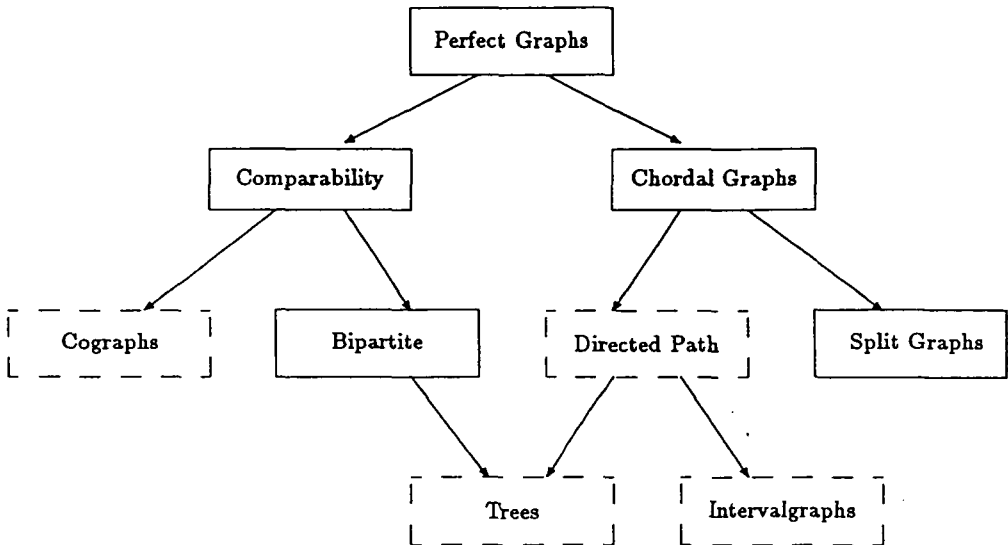 Perfect Graphs
Comparability
Chordal Graphs
Cographs
Bipartite
Directed Path
Split Graphs
Trees
Intervalgraphs